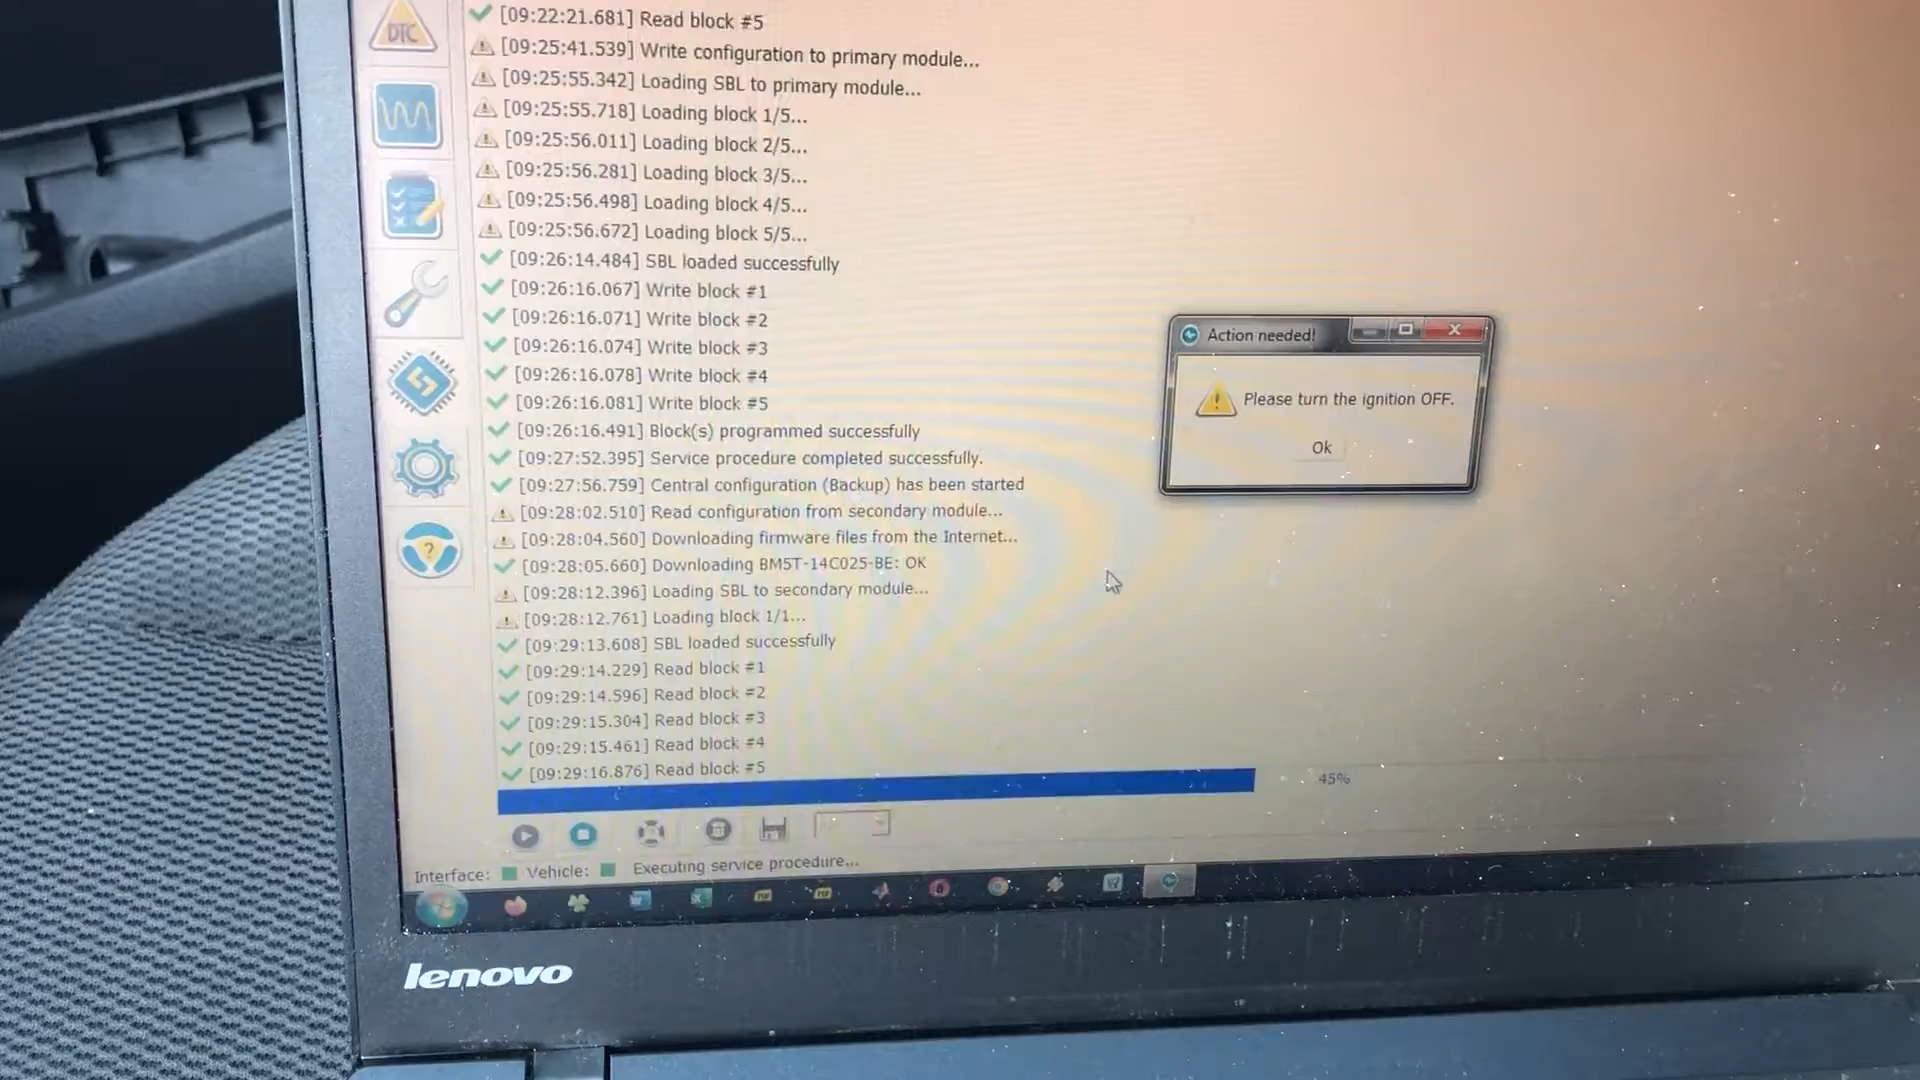 DTC
[09:22:21.681] Read block #5
[09:25:41.539] Write configuration to primary module...
[09:25:55.342] Loading SBL to primary module...
[09:25:55.718] Loading block 1/5...
[09:25:56.011] Loading block 2/5...
[09:25:56.281] Loading block 3/5...
[09:25:56.498] Loading block 4/5...
[09:25:56.672] Loading block 5/5...
[09:26:14.484] SBL loaded successfully
[09:26:16.067] Write block #1
[09:26:16.071] Write block #2
[09:26:16.074] Write block #3
[09:26:16.078] Write block #4
[09:26:16.081] Write block #5
[09:26:16.491] Block(s) programmed successfully
[09:27:52.395] Service procedure completed successfully.
[09:27:56.759] Central configuration (Backup) has been started
[09:28:02.510] Read configuration from secondary module...
[09:28:04.560] Downloading firmware files from the Internet...
[09:28:05.660] Downloading BM5T-14C025-BE: OK
[09:28:12.396] Loading SBL to secondary module...
[09:28:12.761] Loading block 1/1...
[09:29:13.608] SBL loaded successfully
[09:29:14.229] Read block #1
[09:29:14.596] Read block #2
[09:29:15.304] Read block #3
[09:29:15.461] Read block #4
[09:29:16.876] Read block #5
45%
Action needed!
Please turn the ignition OFF.
Ok
Interface: Vehicle: Executing service procedure...
lenovo